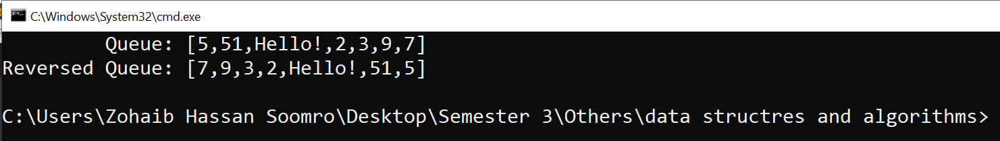 C:\Windows\System32\cmd.exe
Queue: [5,51,Hello!,2,3,9,7]
Reversed Queue: [7,9,3,2,Hello!,51,5]
C:\Users\Zohaib Hassan Soomro\Desktop\Semester 3\Others\data structres and algorithms>